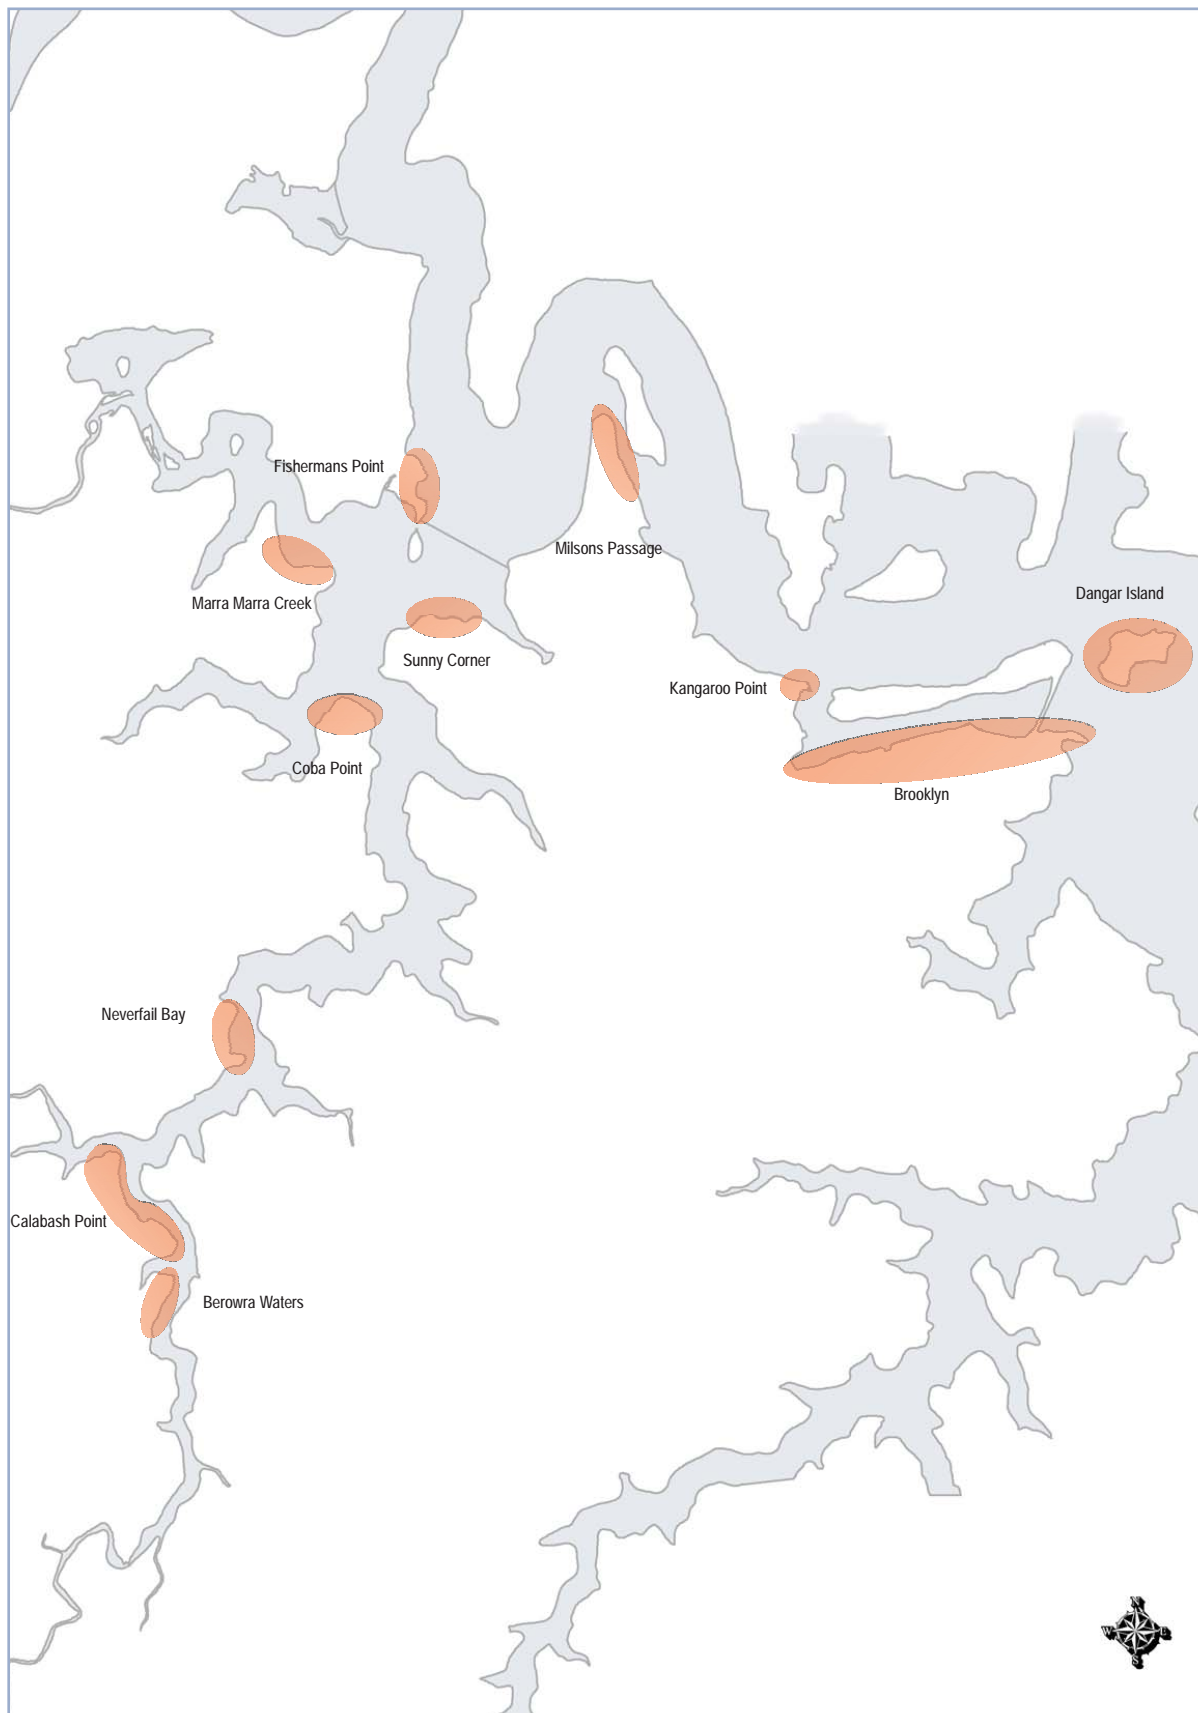 Fishermans Point
Milsons Passage
Marra Marra Creek
Dangar Island
Sunny Corner
Kangaroo Point
Coba Point
Brooklyn
Neverfail Bay
Calabash Point
Berowra Waters
N
W E
S